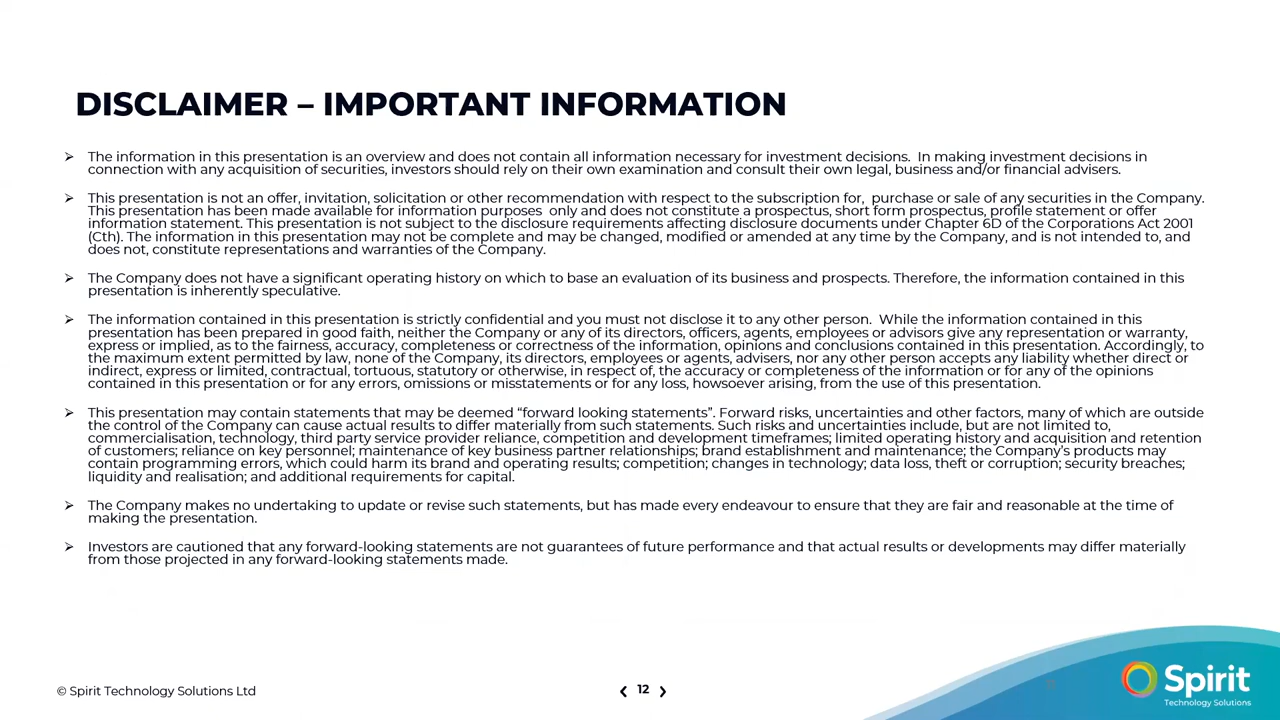 DISCLAIMER – IMPORTANT INFORMATION
➢ The information in this presentation is an overview and does not contain all information necessary for investment decisions.  In making investment decisions in
connection with any acquisition of securities, investors should rely on their own examination and consult their own legal, business and/or financial advisers.
➢ This presentation is not an offer, invitation, solicitation or other recommendation with respect to the subscription for,  purchase or sale of any securities in the Company.
This presentation has been made available for information purposes  only and does not constitute a prospectus, short form prospectus, profile statement or offer
information statement. This presentation is not subject to the disclosure requirements affecting disclosure documents under Chapter 6D of the Corporations Act 2001
(Cth). The information in this presentation may not be complete and may be changed, modified or amended at any time by the Company, and is not intended to, and
does not, constitute representations and warranties of the Company.
➢ The Company does not have a significant operating history on which to base an evaluation of its business and prospects. Therefore, the information contained in this
presentation is inherently speculative.
➢ The information contained in this presentation is strictly confidential and you must not disclose it to any other person.  While the information contained in this
presentation has been prepared in good faith, neither the Company or any of its directors, officers, agents, employees or advisors give any representation or warranty,
express or implied, as to the fairness, accuracy, completeness or correctness of the information, opinions and conclusions contained in this presentation. Accordingly, to
the maximum extent permitted by law, none of the Company, its directors, employees or agents, advisers, nor any other person accepts any liability whether direct or
indirect, express or limited, contractual, tortuous, statutory or otherwise, in respect of, the accuracy or completeness of the information or for any of the opinions
contained in this presentation or for any errors, omissions or misstatements or for any loss, howsoever arising, from the use of this presentation.
➢ This presentation may contain statements that may be deemed “forward looking statements”. Forward risks, uncertainties and other factors, many of which are outside
the control of the Company can cause actual results to differ materially from such statements. Such risks and uncertainties include, but are not limited to,
commercialisation, technology, third party service provider reliance, competition and development timeframes; limited operating history and acquisition and retention
of customers; reliance on key personnel; maintenance of key business partner relationships; brand establishment and maintenance; the Company’s products may
contain programming errors, which could harm its brand and operating results; competition; changes in technology; data loss, theft or corruption; security breaches;
liquidity and realisation; and additional requirements for capital.
➢ The Company makes no undertaking to update or revise such statements, but has made every endeavour to ensure that they are fair and reasonable at the time of
making the presentation.
➢ Investors are cautioned that any forward-looking statements are not guarantees of future performance and that actual results or developments may differ materially
from those projected in any forward-looking statements made.
© Spirit Technology Solutions Ltd
12
Spirit
Technology Solutions